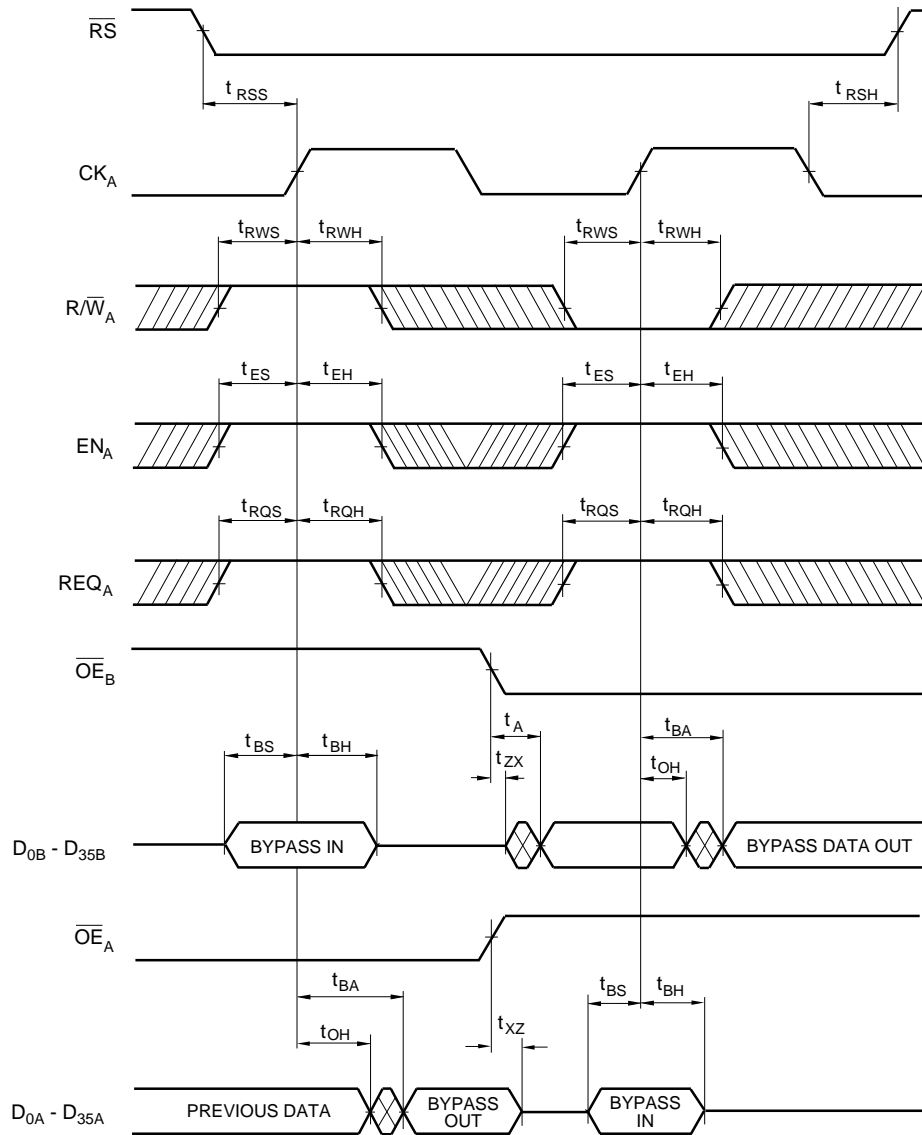 RS
t RSS
t RSH
CKA
tRWS tRWH tRWS tRWH
R/WA
tES tEH tES tEH
ENA
tRQS tRQH tRQS tRQH
REQA
OEB
tA tBA
tBS tBH tZX tOH
D0B - D35B BYPASS IN BYPASS DATA OUT
OEA
tBA tBS tBH
tOH tXZ
D0A - D35A PREVIOUS DATA BYPASS OUT BYPASS IN